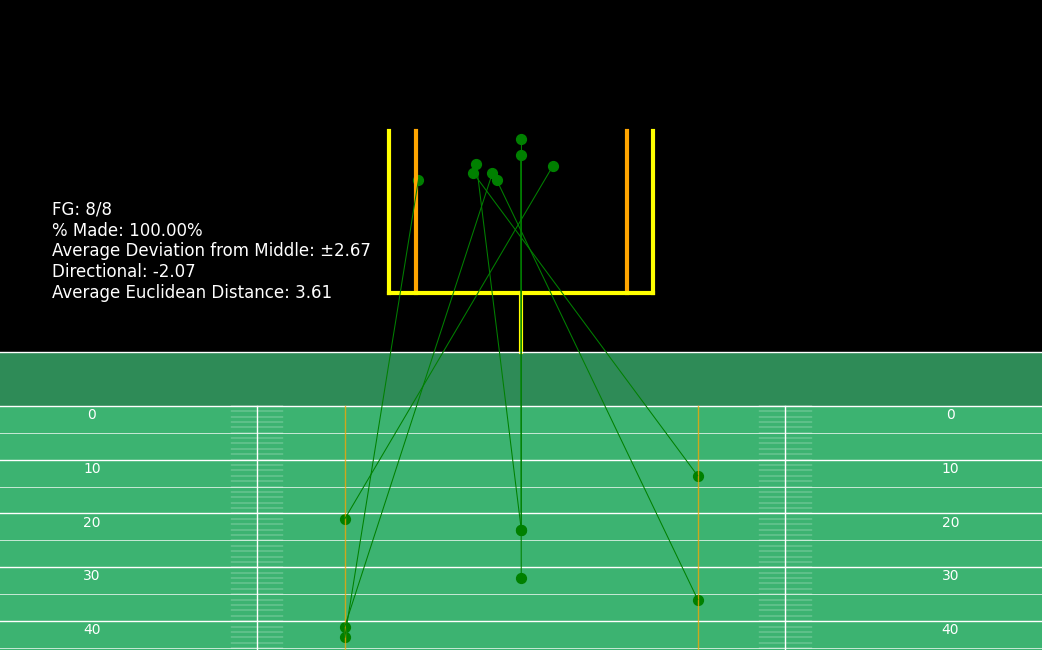 FG: 8/8
% Made: 100.00%
Average Deviation from Middle: ±2.67
Directional: -2.07
Average Euclidean Distance: 3.61
0 0
10 10
20 20
30 30
40 40